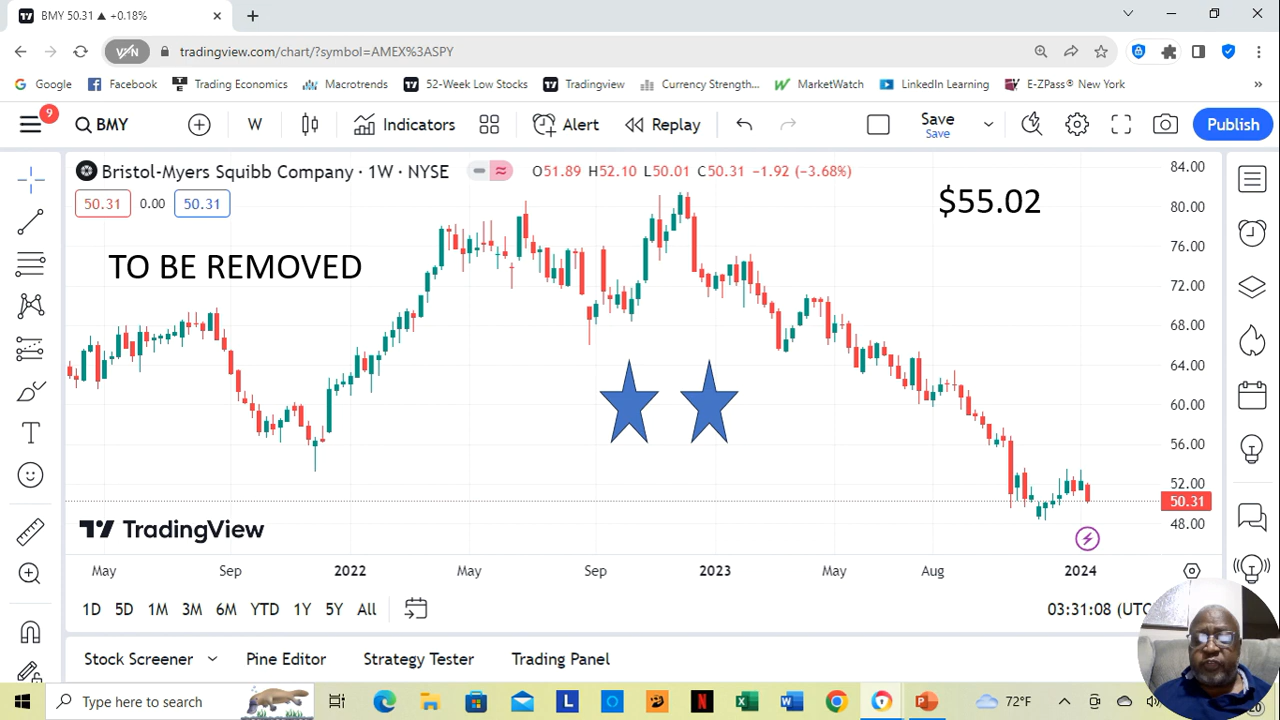 BMY 50.31 ▲ +0.18%
tradingview.com/chart/?symbol=AMEX%3ASPY
Google Facebook Trading Economics Macrotrends 52-Week Low Stocks Tradingview Currency Strength... MarketWatch LinkedIn Learning E-ZPass® New York »
9
BMY W Indicators Alert Replay Save Publish
Save
Bristol-Myers Squibb Company · 1W · NYSE O51.89 H52.10 L50.01 C50.31 −1.92 (−3.68%)
50.31 0.00 50.31
$55.02
TO BE REMOVED
84.00
80.00
76.00
72.00
68.00
64.00
60.00
56.00
52.00
50.31
48.00
TradingView
May Sep 2022 May Sep 2023 May Aug 2024
1D 5D 1M 3M 6M YTD 1Y 5Y All 03:31:08 (UTC
Stock Screener Pine Editor Strategy Tester Trading Panel
Type here to search 72°F